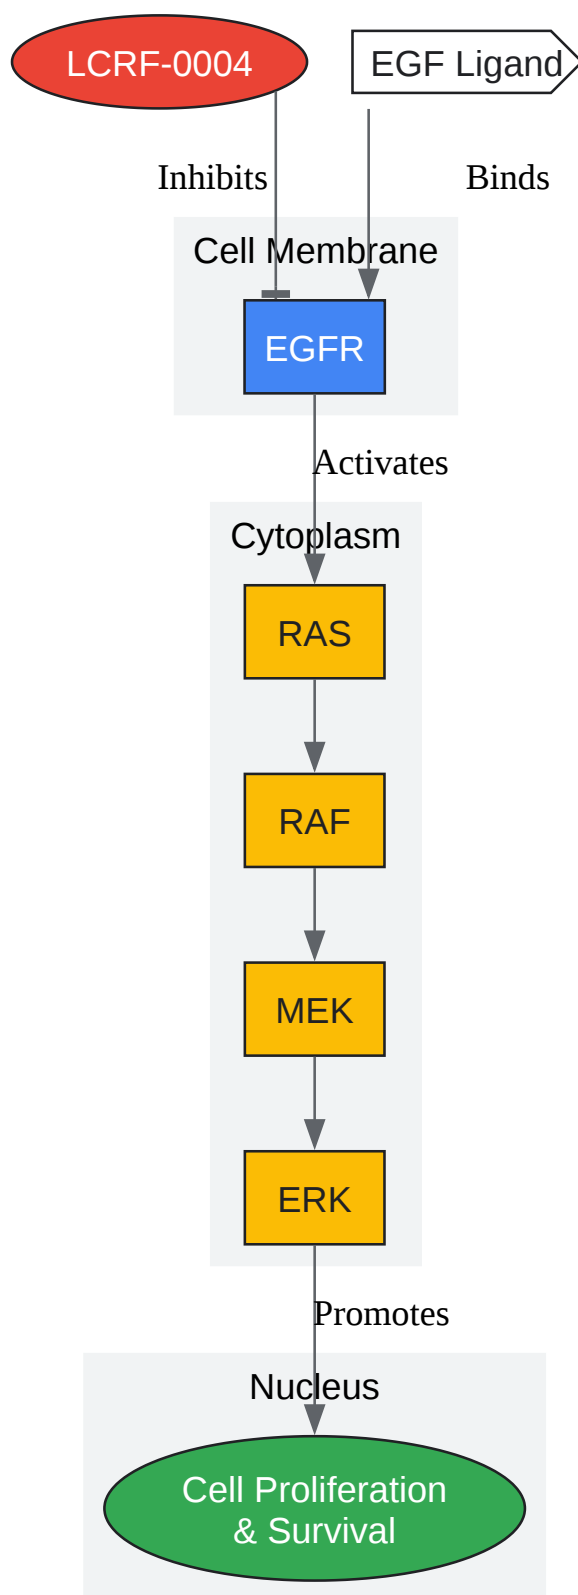 LCRF-0004
EGF Ligand
Inhibits
Binds
Cell Membrane
EGFR
Activates
Cytoplasm
RAS
RAF
MEK
ERK
Promotes
Nucleus
Cell Proliferation
& Survival